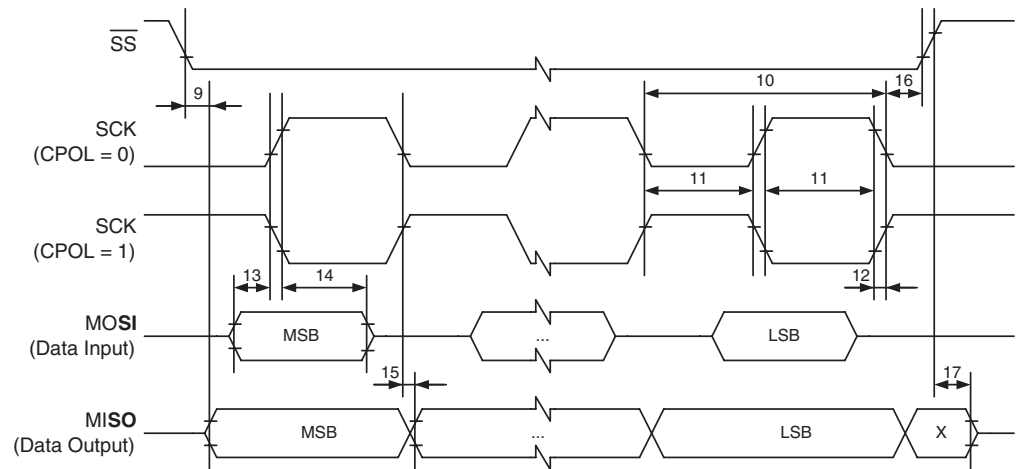 SS
10
9
16
SCK
(CPOL = 0)
11
11
SCK
(CPOL = 1)
13
14
12
MOSI
(Data Input)
MSB
...
LSB
15
17
MISO
(Data Output)
MSB
...
LSB
X